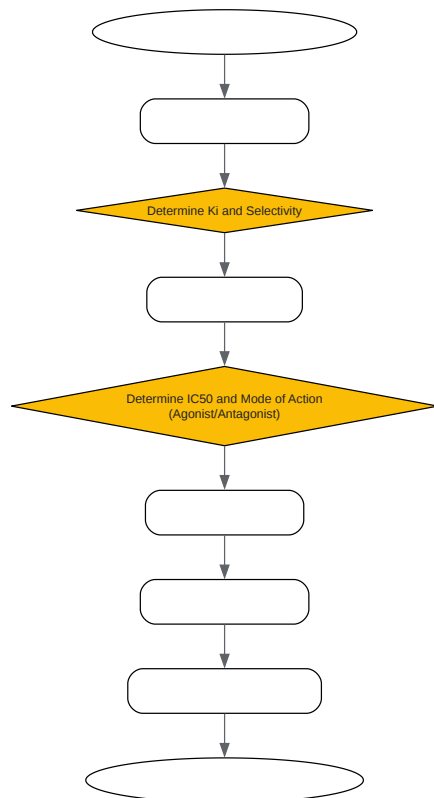 Determine Ki and Selectivity
Determine IC50 and Mode of Action
(Agonist/Antagonist)